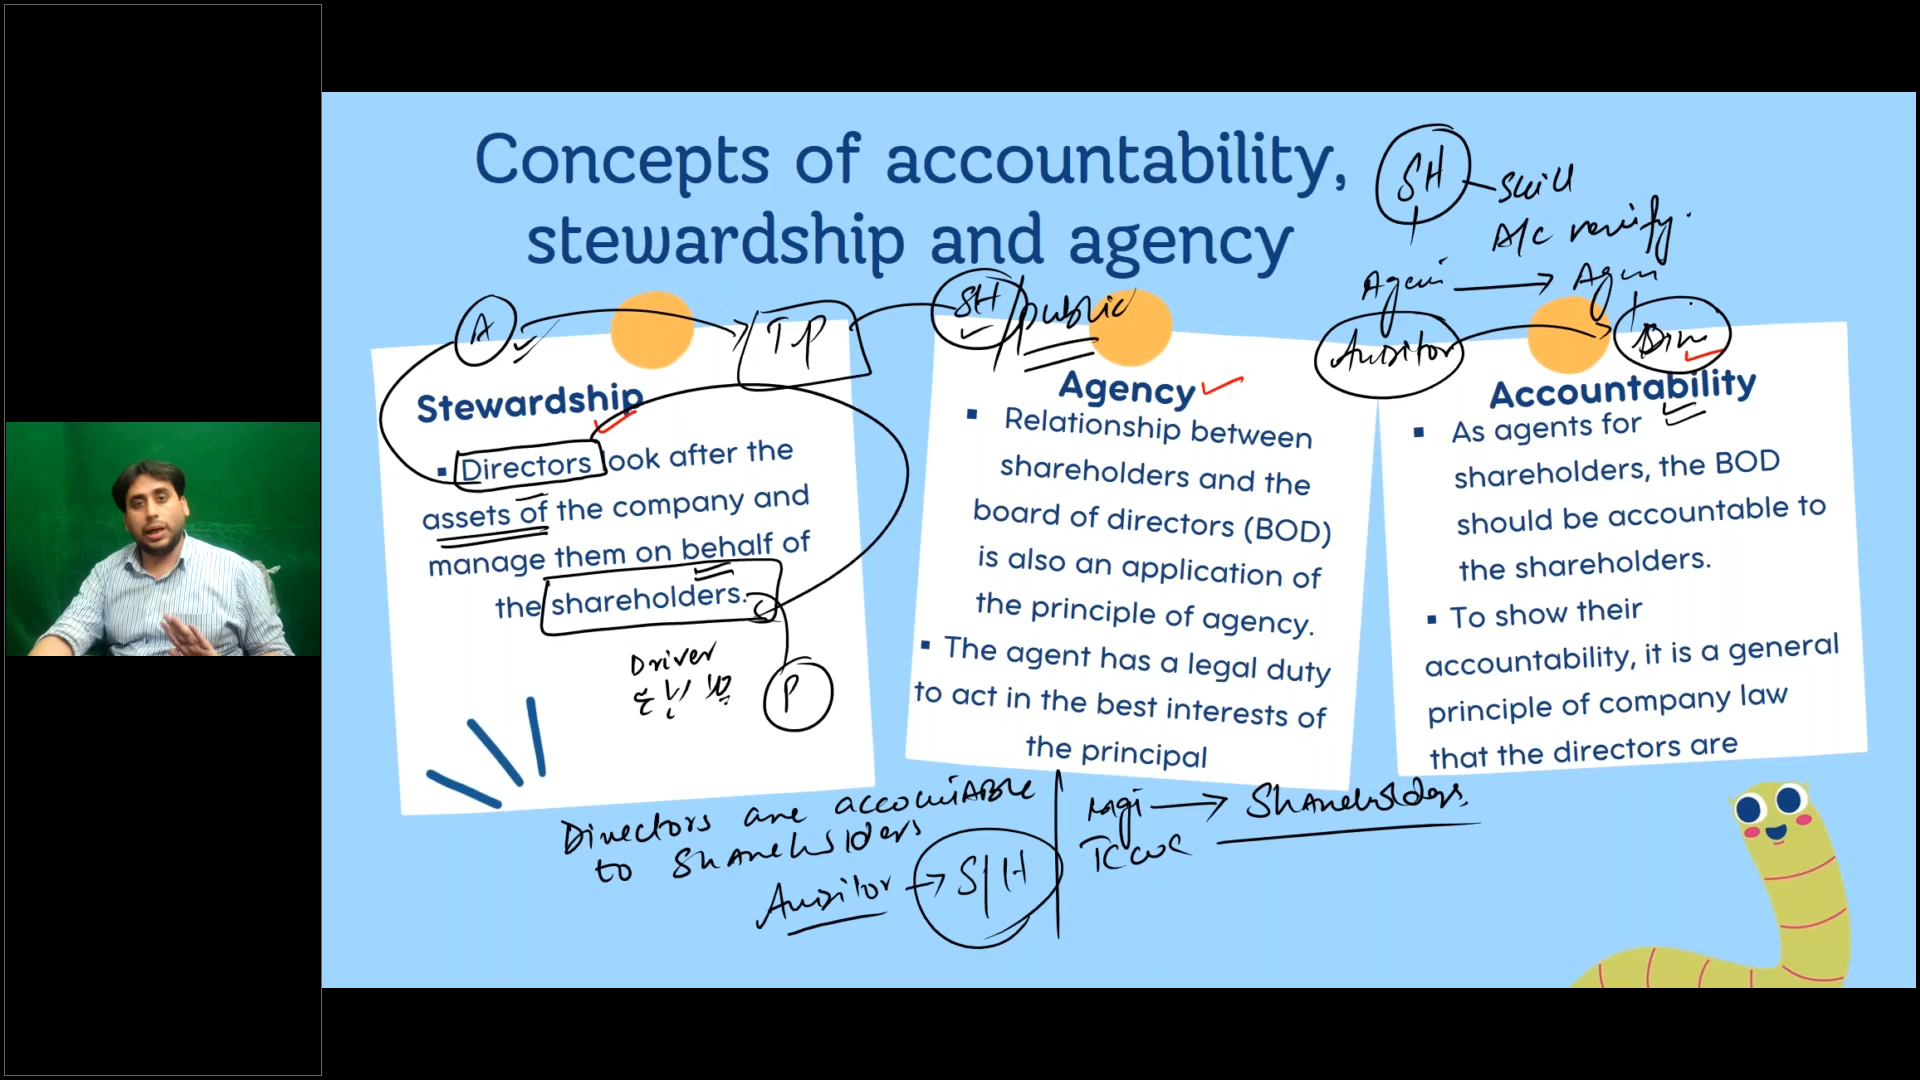 Concepts of accountability,
stewardship and agency
SH
Skill
A/c
A
TP
SH/public
Auditor
Stewardship
Directors look after the
assets of the company and
manage them on behalf of
the shareholders.
Driver
P
Agency
Relationship between
shareholders and the
board of directors (BOD)
is also an application of
the principle of agency.
The agent has a legal duty
to act in the best interests of
the principal
Accountability
As agents for
shareholders, the BOD
should be accountable to
the shareholders.
To show their
accountability, it is a general
principle of company law
that the directors are
Directors are accountable
to Shareholders
Auditor → S/H
→ Shareholders